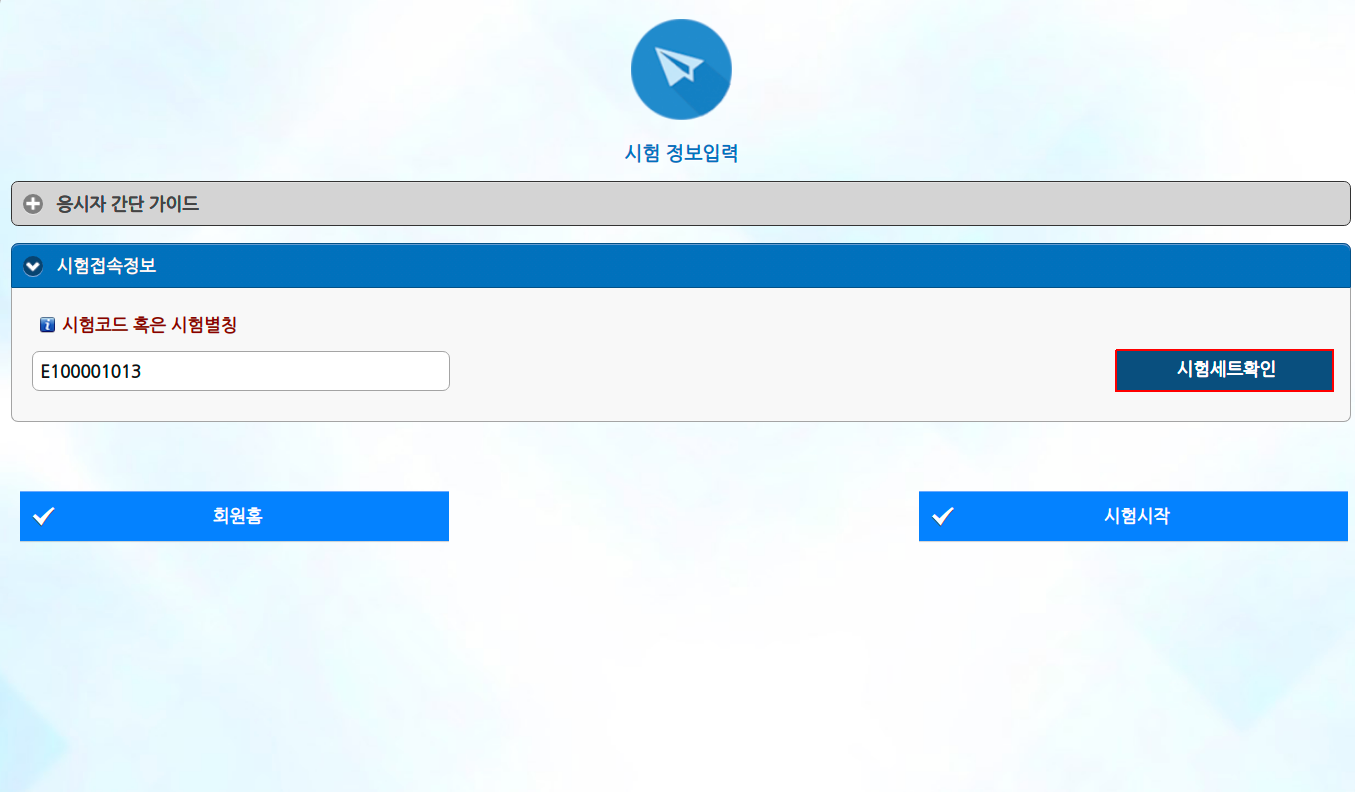 시험 정보입력
응시자 간단 가이드
시험접속정보
시험코드 혹은 시험별칭
E100001013
시험세트확인
회원홈
시험시작